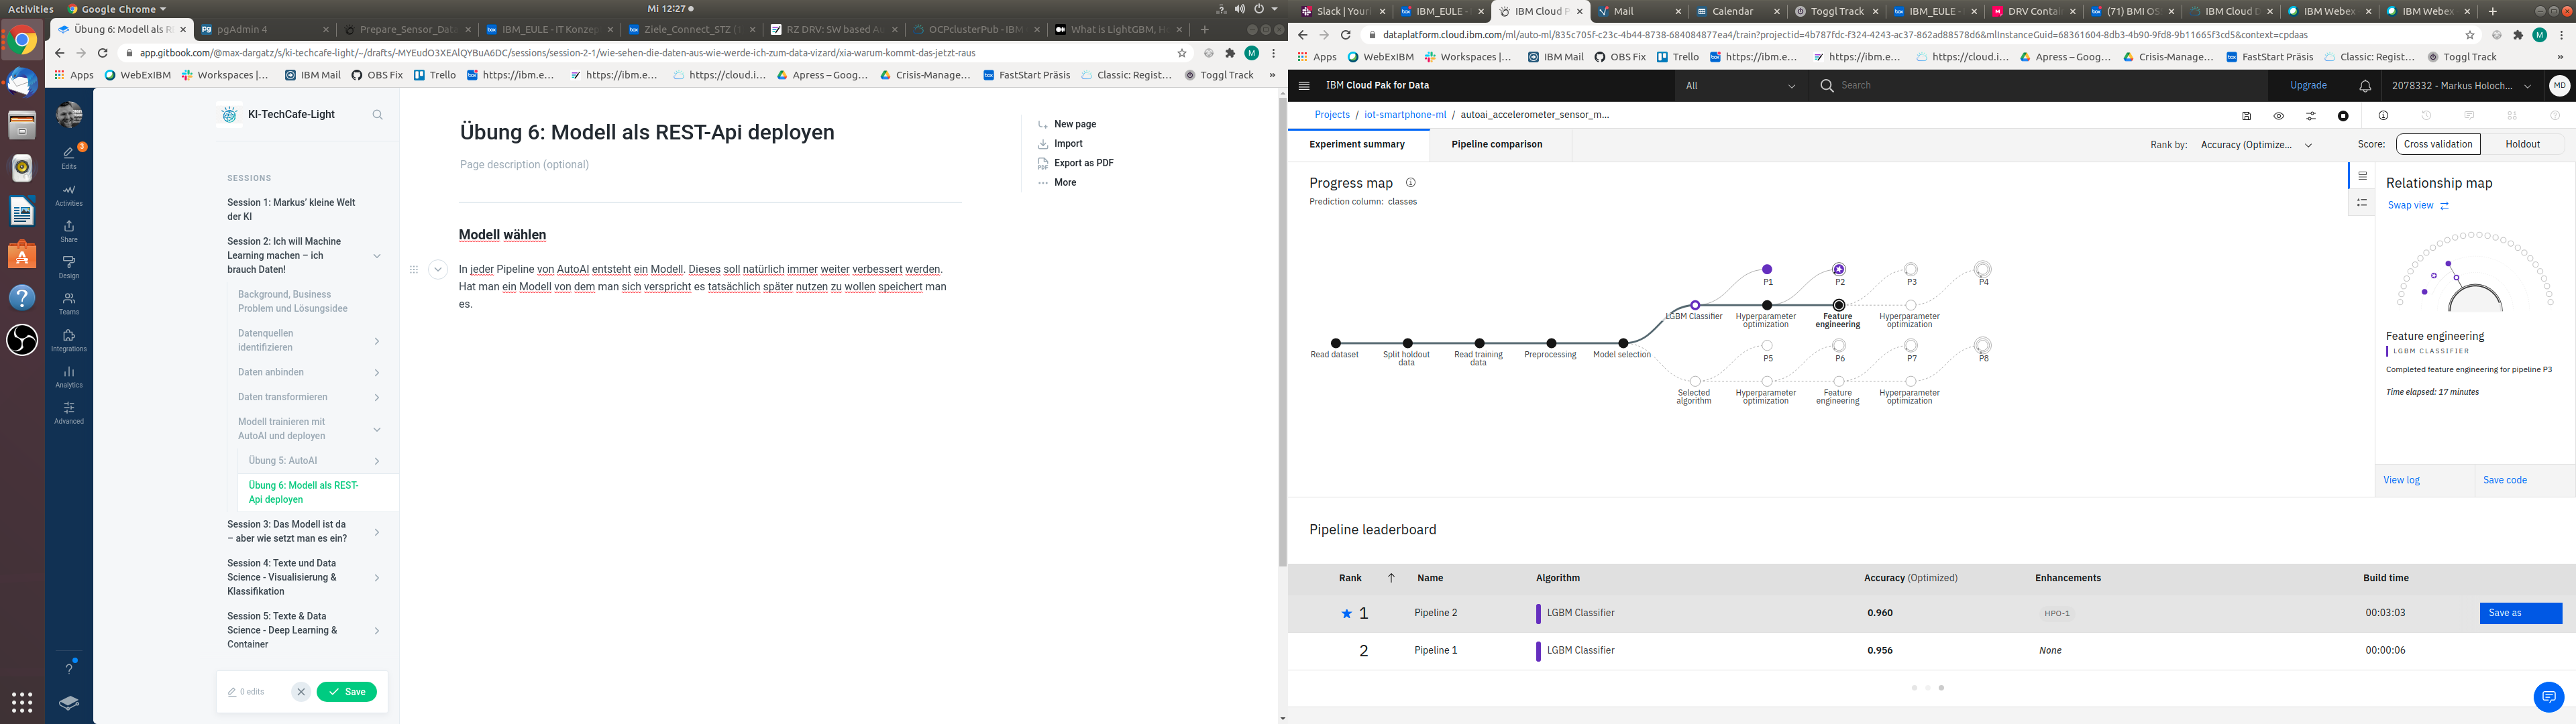 Activities
Google Chrome
Mi 12:27
Übung 6: Modell als RE
pgAdmin 4
Prepare_Sensor_Data
IBM_EULE - IT Konzep
Ziele_Connect_STZ (
RZ DRV: SW based Au
OCPclusterPub - IBM
What is LightGBM, Ho
app.gitbook.com/@max-dargatz/s/ki-techcafe-light/~/drafts/-MYEudO3XEAlQYBuA6DC/sessions/session-2-1/wie-sehen-die-daten-aus-wie-werde-ich-zum-data-vizard/xia-warum-kommt-das-jetzt-raus
Apps
WebExIBM
Workspaces |...
IBM Mail
OBS Fix
Trello
https://ibm.e...
https://ibm.e...
https://cloud.i...
Apress – Goog...
Crisis-Manage...
FastStart Präsis
Classic: Regist...
Toggl Track
»
3
Edits
Activities
Share
Design
Teams
Integrations
Analytics
Advanced
KI-TechCafe-Light
SESSIONS
Session 1: Markus' kleine Welt
der KI
Session 2: Ich will Machine
Learning machen – ich
brauch Daten!
Background, Business
Problem und Lösungsidee
Datenquellen
identifizieren
Daten anbinden
Daten transformieren
Modell trainieren mit
AutoAI und deployen
Übung 5: AutoAI
Übung 6: Modell als REST-
Api deployen
Session 3: Das Modell ist da
– aber wie setzt man es ein?
Session 4: Texte und Data
Science - Visualisierung &
Klassifikation
Session 5: Texte & Data
Science - Deep Learning &
Container
0 edits
Save
Übung 6: Modell als REST-Api deployen
Page description (optional)
New page
Import
Export as PDF
More
Modell wählen
In jeder Pipeline von AutoAI entsteht ein Modell. Dieses soll natürlich immer weiter verbessert werden.
Hat man ein Modell von dem man sich verspricht es tatsächlich später nutzen zu wollen speichert man
es.
Slack | Your
IBM_EULE -
IBM Cloud P
Mail
Calendar
Toggl Track
IBM_EULE -
DRV Contai
(71) BMI OS
IBM Cloud D
IBM Webex
IBM Webex
dataplatform.cloud.ibm.com/ml/auto-ml/835c705f-c23c-4b44-8738-684084877ea4/train?projectid=4b787fdc-f324-4243-ac37-862ad88578d6&mlInstanceGuid=68361604-8db3-4b90-9fd8-9b11665f3cd5&context=cpdaas
Apps
WebExIBM
Workspaces |...
IBM Mail
OBS Fix
Trello
https://ibm.e...
https://ibm.e...
https://cloud.i...
Apress – Goog...
Crisis-Manage...
FastStart Präsis
Classic: Regist...
Toggl Track
»
IBM Cloud Pak for Data
All
Search
Upgrade
2078332 - Markus Holoch...
MD
Projects / iot-smartphone-ml / autoai_accelerometer_sensor_m...
Experiment summary
Pipeline comparison
Rank by: Accuracy (Optimize...
Score: Cross validation Holdout
Progress map
Prediction column: classes
P1
P2
P3
P4
LGBM Classifier
Hyperparameter
optimization
Feature
engineering
Hyperparameter
optimization
Read dataset
Split holdout
data
Read training
data
Preprocessing
Model selection
P5
P6
P7
P8
Selected
algorithm
Hyperparameter
optimization
Feature
engineering
Hyperparameter
optimization
Relationship map
Swap view
Feature engineering
LGBM CLASSIFIER
Completed feature engineering for pipeline P3
Time elapsed: 17 minutes
View log
Save code
Pipeline leaderboard
Rank Name Algorithm Accuracy (Optimized) Enhancements Build time
1 Pipeline 2 LGBM Classifier 0.960 HPO-1 00:03:03 Save as
2 Pipeline 1 LGBM Classifier 0.956 None 00:00:06